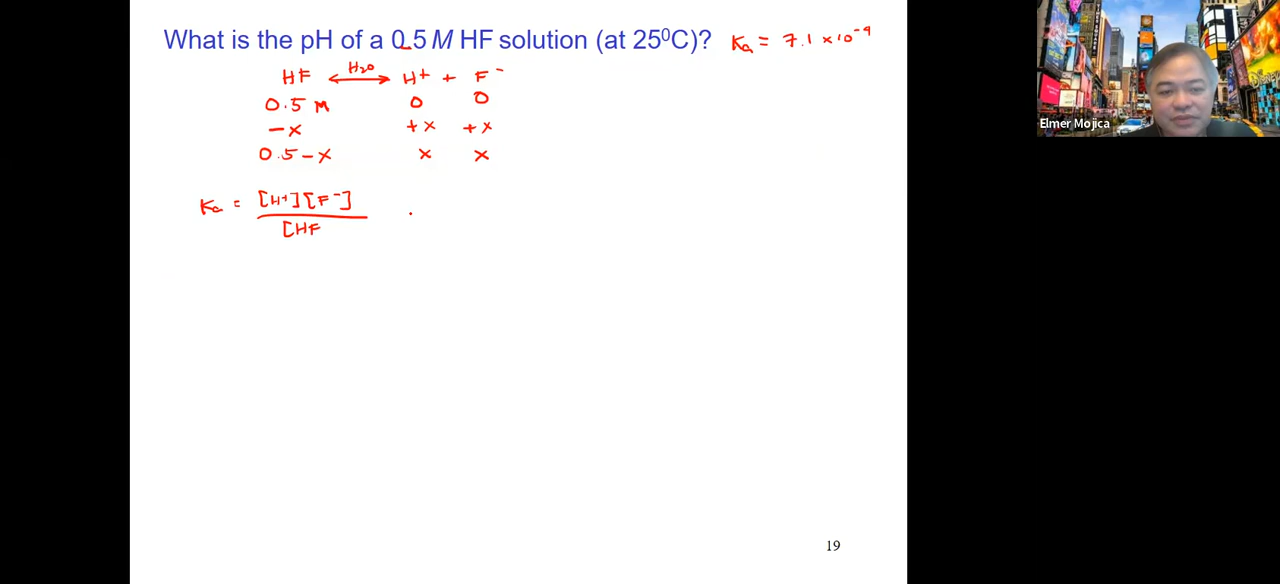 What is the pH of a 0.5 M HF solution (at 25⁰C)? Ka = 7.1 x 10⁻⁴
HF <-> H₂O H+ + F⁻
0.5 M 0 0
-x +x +x
0.5-x x x
Ka = [H+][F⁻]
[HF
Elmer Mojica
19